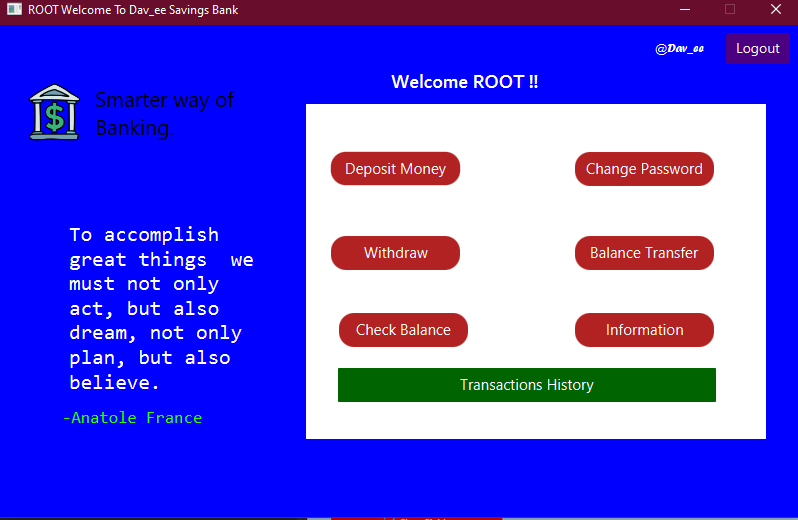 ROOT Welcome To Dav_ee Savings Bank
@Dav_ee
Logout
Smarter way of
Banking.
Welcome ROOT !!
Deposit Money
Change Password
Withdraw
Balance Transfer
Check Balance
Information
Transactions History
To accomplish
great things  we
must not only
act, but also
dream, not only
plan, but also
believe.
-Anatole France